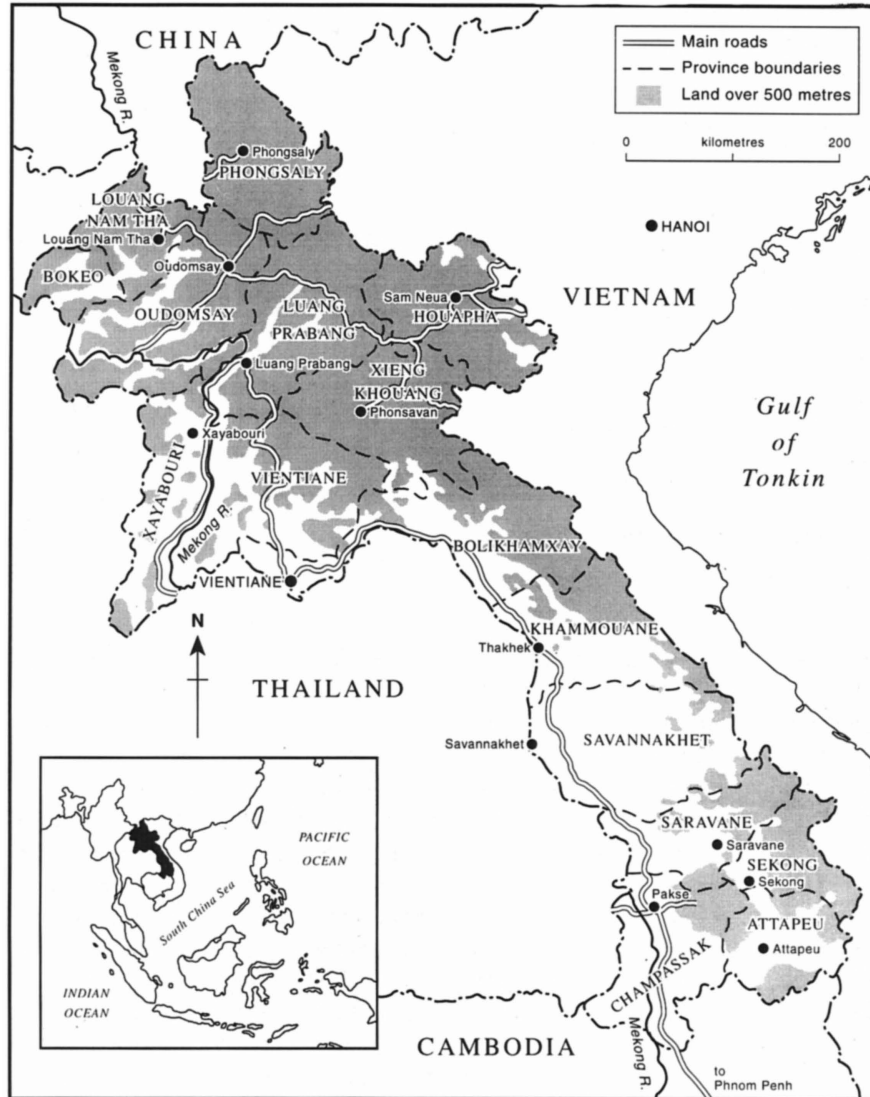 CHINA
Mekong R.
Main roads
Province boundaries
Land over 500 metres
0 kilometres 200
Phongsaly
PHONGSALY
LOUANG
NAM THA
Louang Nam Tha
HANOI
BOKEO
Oudomsay
OUDOMSAY
LUANG
PRABANG
Sam Neua
HOUAPHA
VIETNAM
Luang Prabang
XIENG
KHOUANG
Phonsavan
Gulf
of
Tonkin
Xayabouri
XAYABOURI
VIENTIANE
Mekong R.
BOLIKHAMXAY
VIENTIANE
N
KHAMMOUANE
Thakhek
THAILAND
SAVANNAKHET
Savannakhet
SARAVANE
Saravane
SEKONG
Sekong
Pakse
ATTAPEU
Attapeu
CHAMPASSAK
PACIFIC
OCEAN
South China Sea
INDIAN
OCEAN
CAMBODIA
Mekong R.
to
Phnom Penh